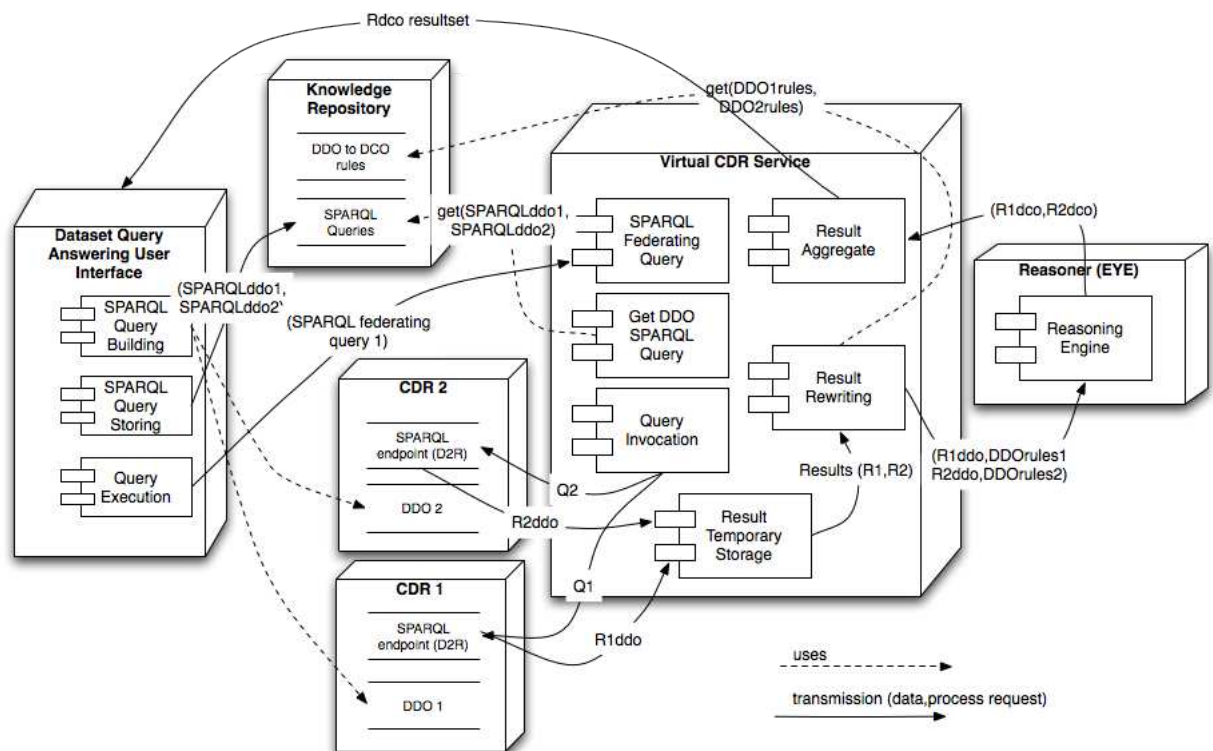 Rdco resultset
Knowledge
Repository
DDO to DCO
rules
SPARQL
Queries
get(DDO1rules,
DDO2rules)
Virtual CDR Service
get(SPARQLddo1,
SPARQLddo2)
SPARQL
Federating
Query
Result
Aggregate
(R1dco,R2dco)
Dataset Query
Answering User
Interface
(SPARQLddo1,
SPARQLddo2)
SPARQL
Query
Building
(SPARQL federating
query 1)
Get DDO
SPARQL
Query
Reasoner (EYE)
Reasoning
Engine
SPARQL
Query
Storing
CDR 2
SPARQL
endpoint (D2R)
DDO 2
Query
Invocation
Result
Rewriting
(R1ddo,DDOrules1
R2ddo,DDOrules2)
Results (R1,R2)
Query
Execution
Q2
R2ddo
Result
Temporary
Storage
Q1
CDR 1
SPARQL
endpoint (D2R)
R1ddo
DDO 1
uses
transmission (data,process request)